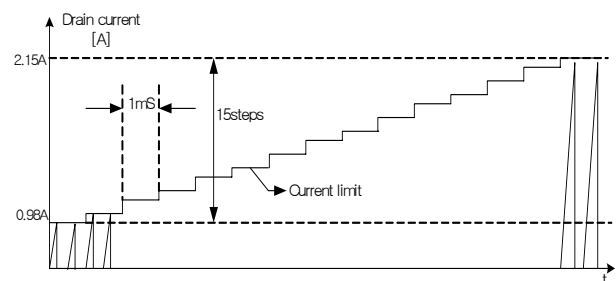 Drain current
[A]
2.15A
1mS
15steps
Current limit
0.98A
t